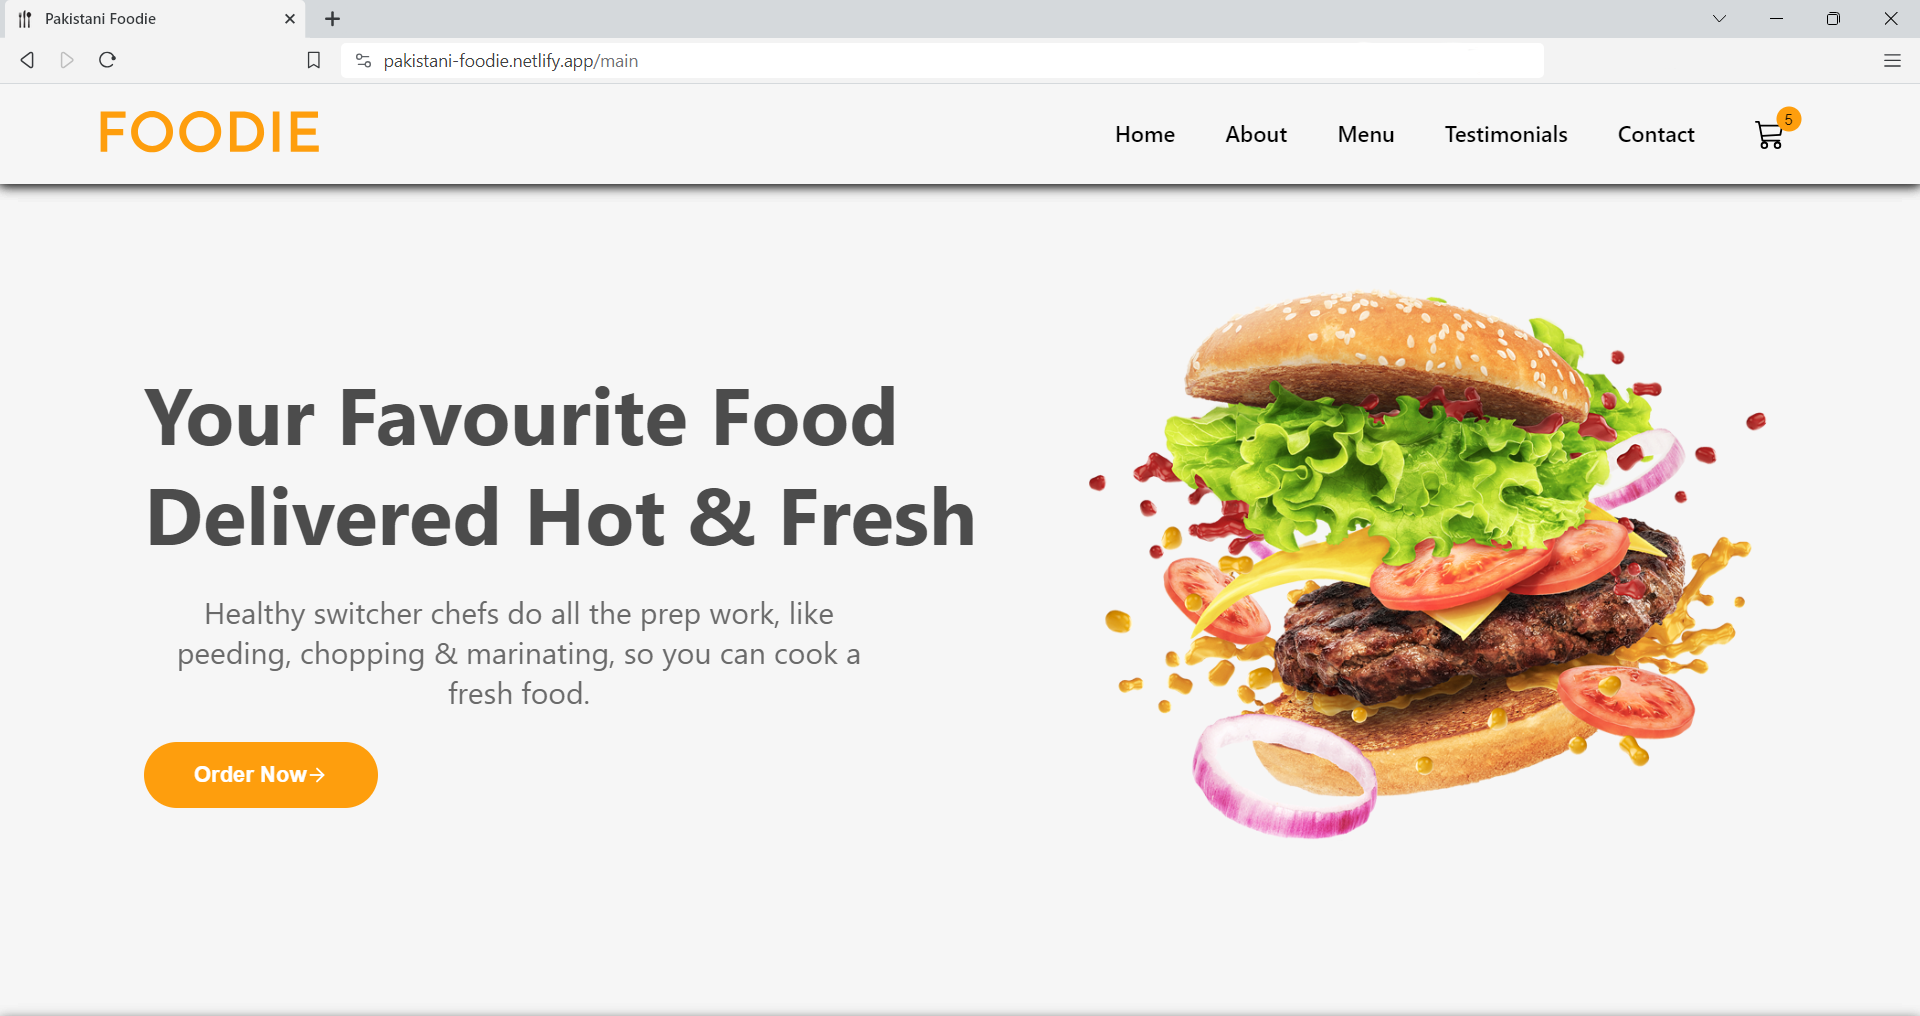 Pakistani Foodie
pakistani-foodie.netlify.app/main
FOODIE
Home
About
Menu
Testimonials
Contact
5
Your Favourite Food
Delivered Hot & Fresh
Healthy switcher chefs do all the prep work, like
peeding, chopping & marinating, so you can cook a
fresh food.
Order Now→